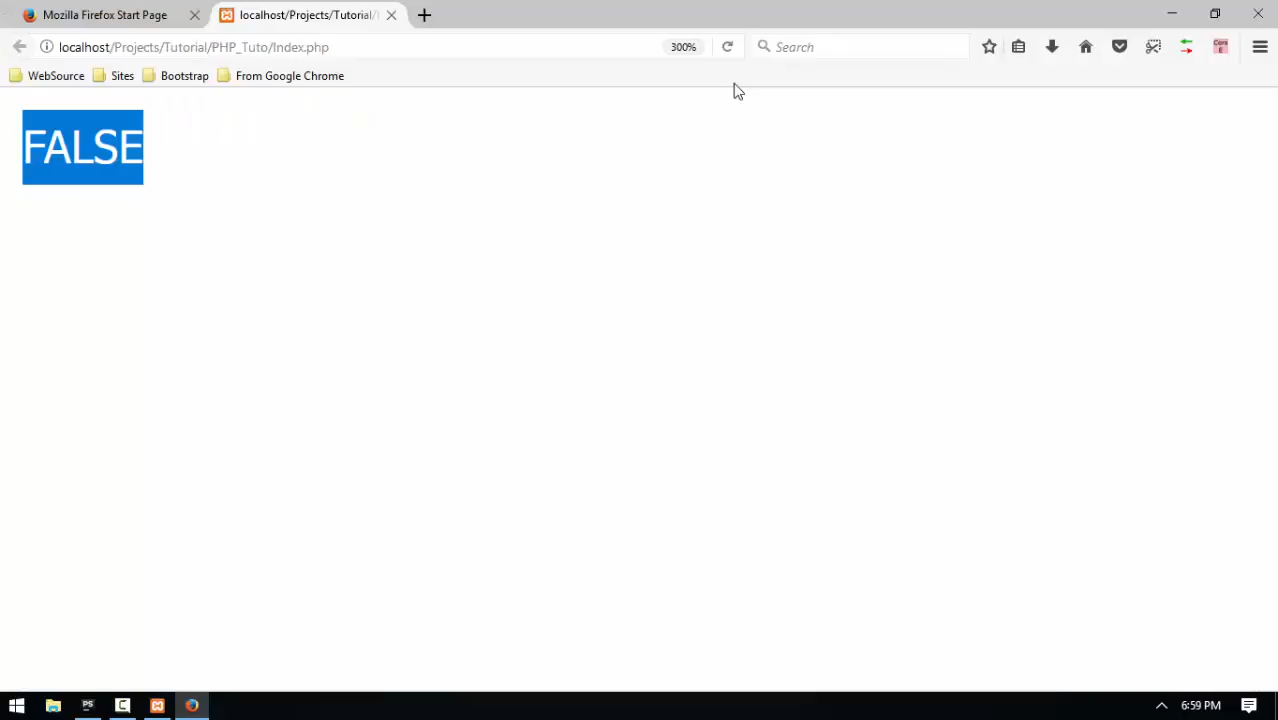 Mozilla Firefox Start Page
localhost/Projects/Tutorial/
localhost/Projects/Tutorial/PHP_Tuto/Index.php
300%
Search
WebSource
Sites
Bootstrap
From Google Chrome
FALSE
PS
C
6:59 PM